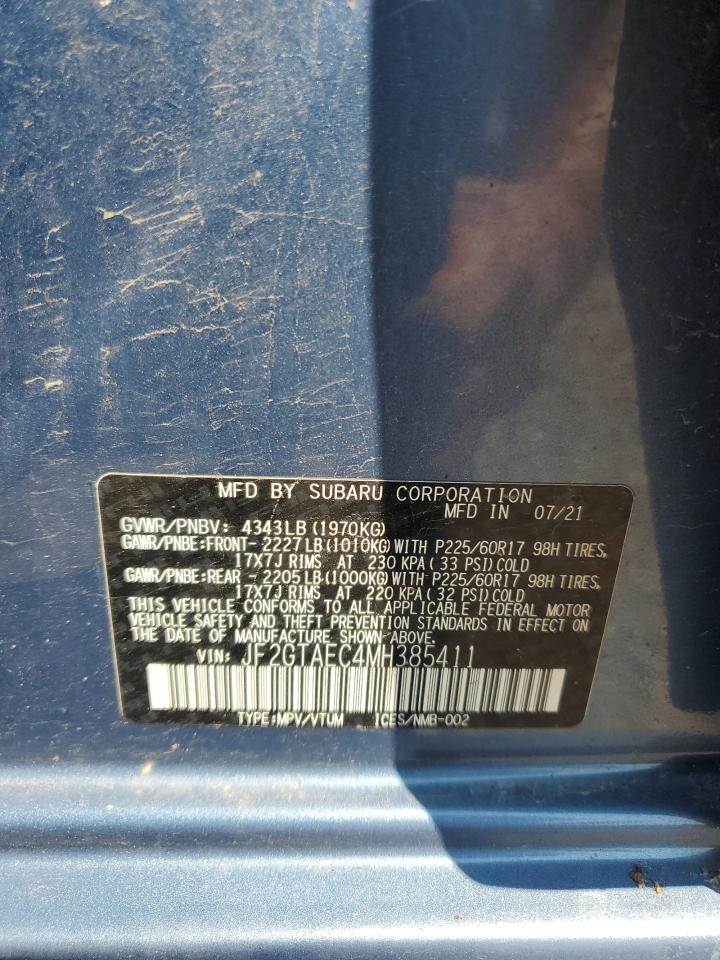 MFD BY SUBARU CORPORATION
MFD IN 07/21
GVWR/PNBV: 4343LB(1970KG)
GAWR/PNBE:FRONT- 2227LB(1010KG)WITH P225/60R17 98H TIRES,
17X7J RIMS AT 230 KPA(33 PSI)COLD
GAWR/PNBE:REAR - 2205LB(1000KG)WITH P225/60R17 98H TIRES,
17X7J RIMS AT 220 KPA(32 PSI)COLD
THIS VEHICLE CONFORMS TO ALL APPLICABLE FEDERAL MOTOR
VEHICLE SAFETY AND THEFT PREVENTION STANDARDS IN EFFECT ON
THE DATE OF MANUFACTURE SHOWN ABOVE.
VIN: JF2GTAEC4MH385411
TYPE:MPV/VTUM ICES/NMB-002